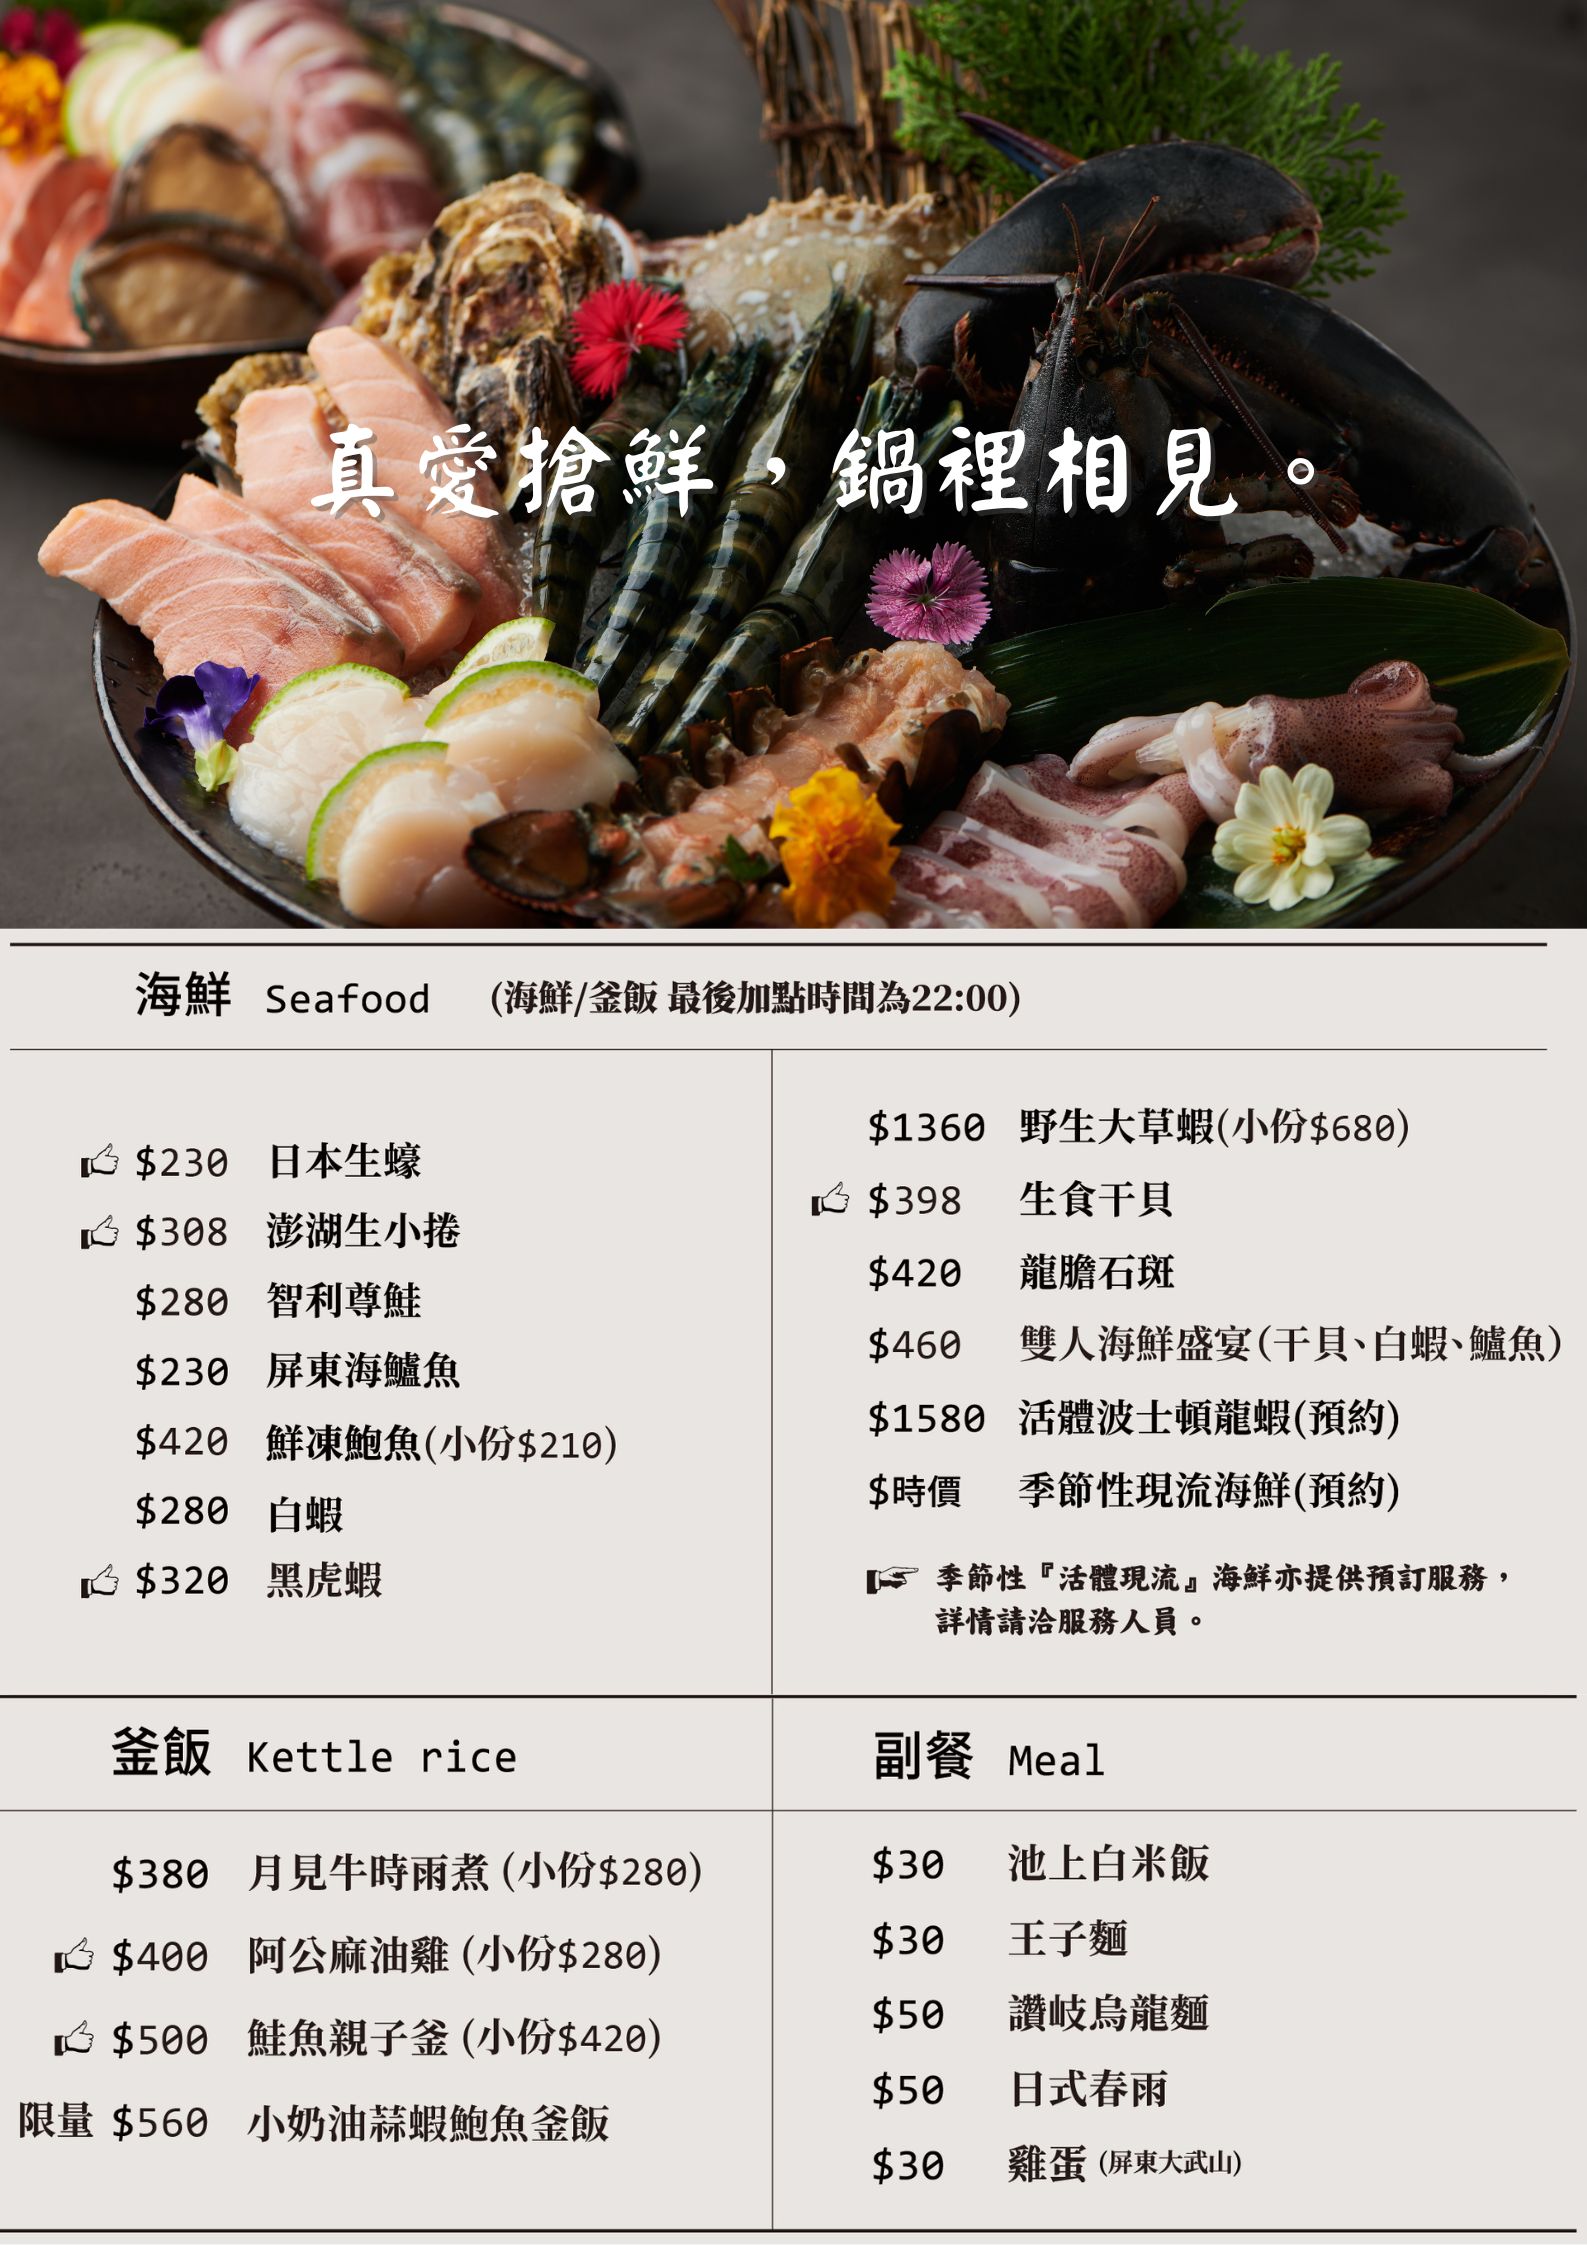 真愛搶鮮，鍋裡相見。
海鮮 Seafood (海鮮/釜飯 最後加點時間為22:00)
$230 日本生蠔
$308 澎湖生小捲
$280 智利尊鮭
$230 屏東海鱸魚
$420 鮮凍鮑魚(小份$210)
$280 白蝦
$320 黑虎蝦
$1360 野生大草蝦(小份$680)
$398 生食干貝
$420 龍膽石斑
$460 雙人海鮮盛宴(干貝、白蝦、鱸魚)
$1580 活體波士頓龍蝦(預約)
$時價 季節性現流海鮮(預約)
季節性『活體現流』海鮮亦提供預訂服務，
詳情請洽服務人員。
釜飯 Kettle rice
$380 月見牛時雨煮 (小份$280)
$400 阿公麻油雞 (小份$280)
$500 鮭魚親子釜 (小份$420)
限量 $560 小奶油蒜蝦鮑魚釜飯
副餐 Meal
$30 池上白米飯
$30 王子麵
$50 讚岐烏龍麵
$50 日式春雨
$30 雞蛋 (屏東大武山)